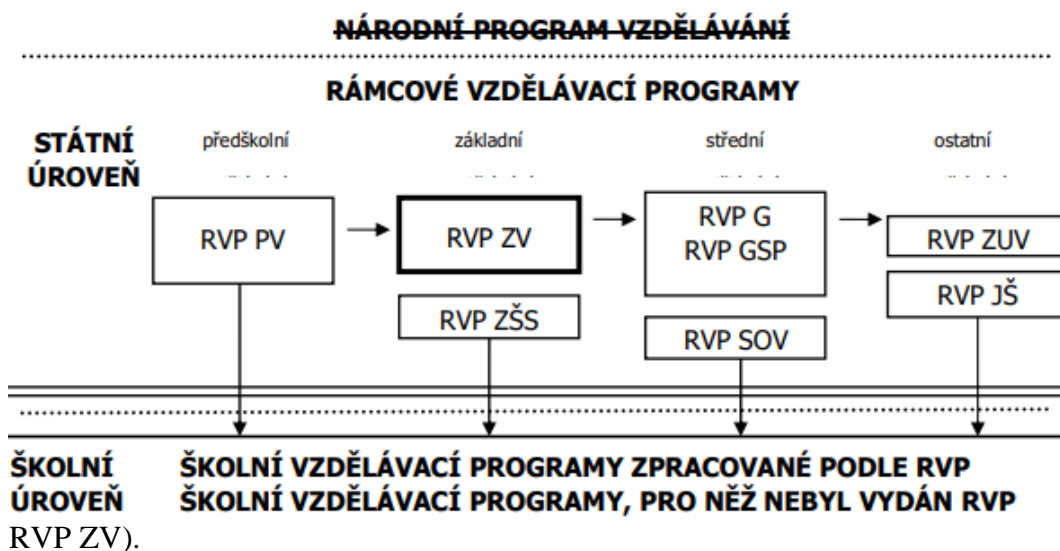 NÁRODNÍ PROGRAM VZDĚLÁVÁNÍ
RÁMCOVÉ VZDĚLÁVACÍ PROGRAMY
STÁTNÍ ÚROVEŇ
předškolní základní střední ostatní
RVP PV
RVP ZV
RVP G
RVP GSP
RVP ZUV
RVP JŠ
RVP ZŠS
RVP SOV
ŠKOLNÍ ŠKOLNÍ VZDĚLÁVACÍ PROGRAMY ZPRACOVANÉ PODLE RVP
ÚROVEŇ ŠKOLNÍ VZDĚLÁVACÍ PROGRAMY, PRO NĚŽ NEBYL VYDÁN RVP
RVP ZV).